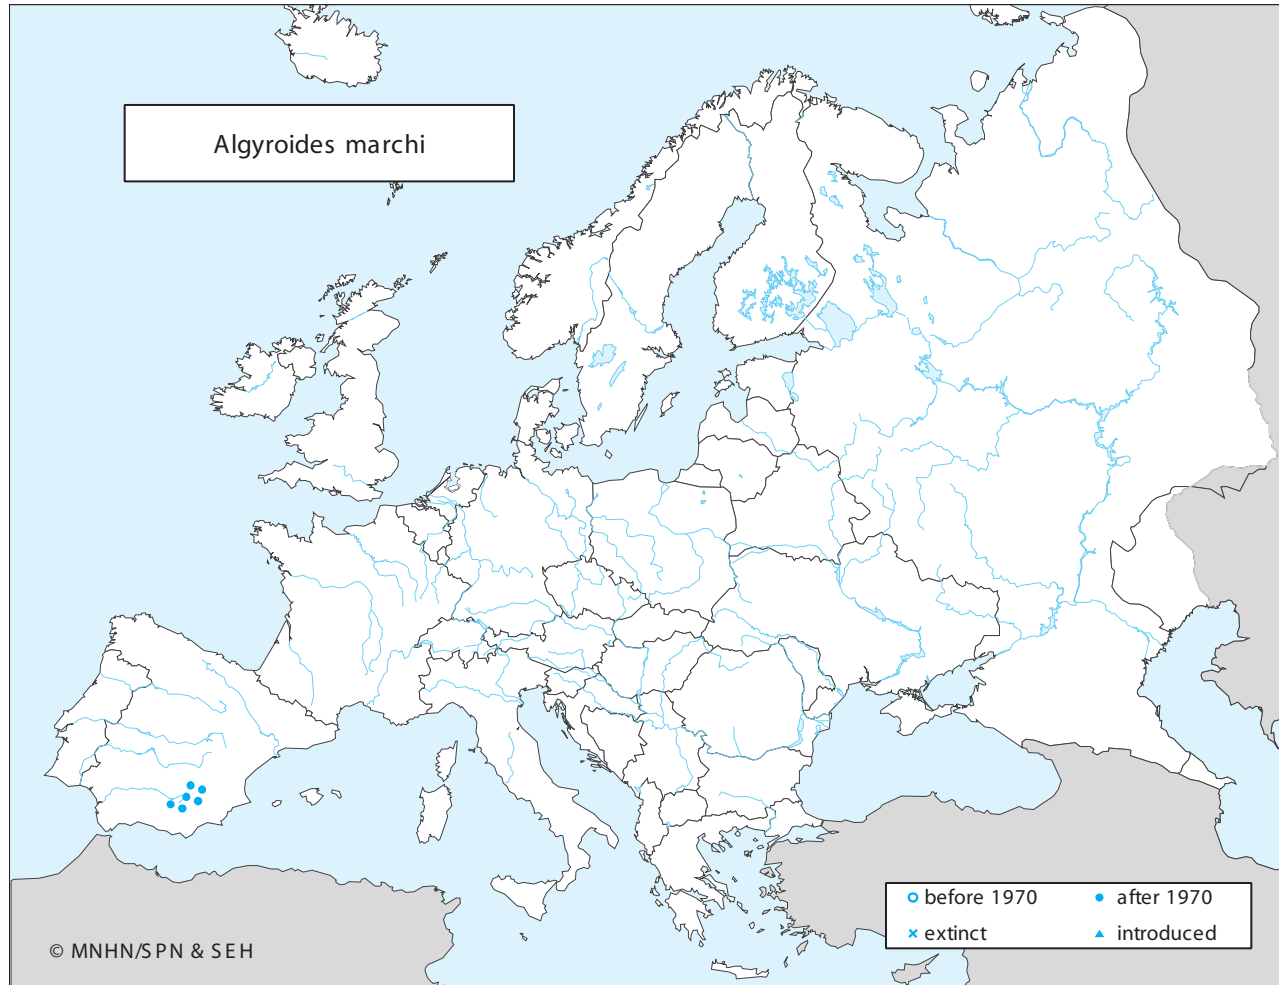 Algyroides marchi
before 1970
after 1970
extinct
introduced
© MNHN/SPN & SEH